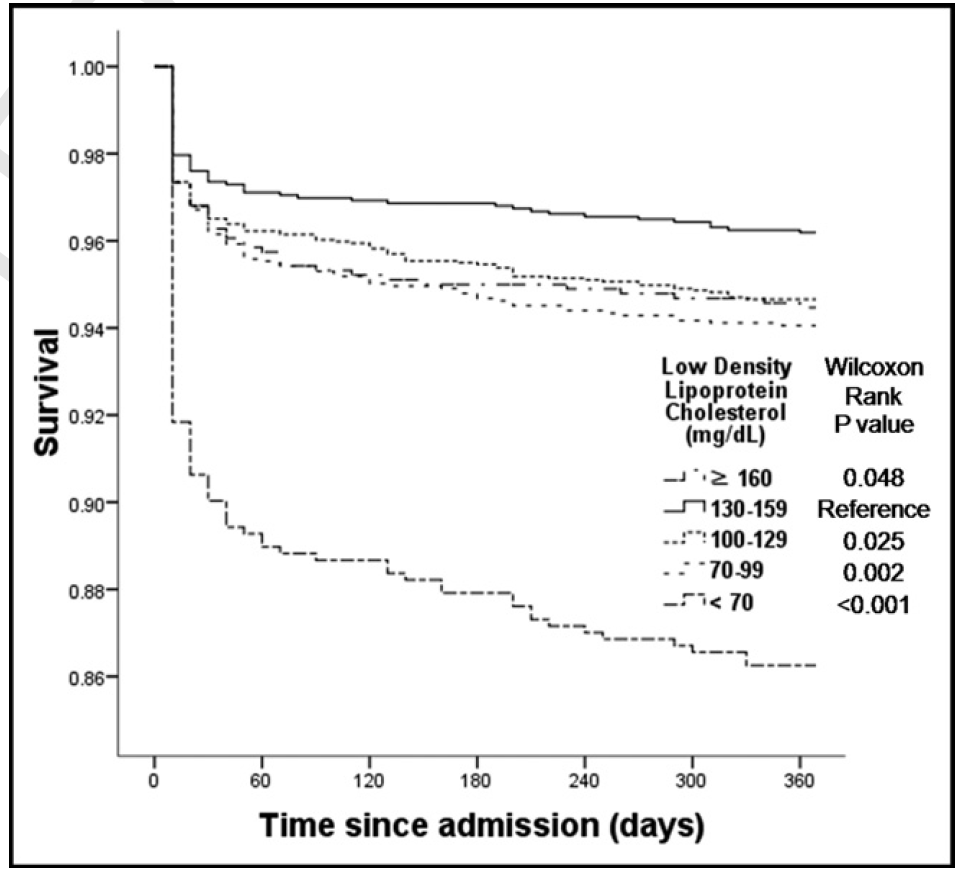 1.00
0.98
0.96
0.94
0.92
0.90
0.88
0.86
Survival
0 60 120 180 240 300 360
Time since admission (days)
Low Density Wilcoxon
Lipoprotein Rank
Cholesterol P value
(mg/dL)
≥ 160 0.048
130-159 Reference
100-129 0.025
70-99 0.002
< 70 <0.001